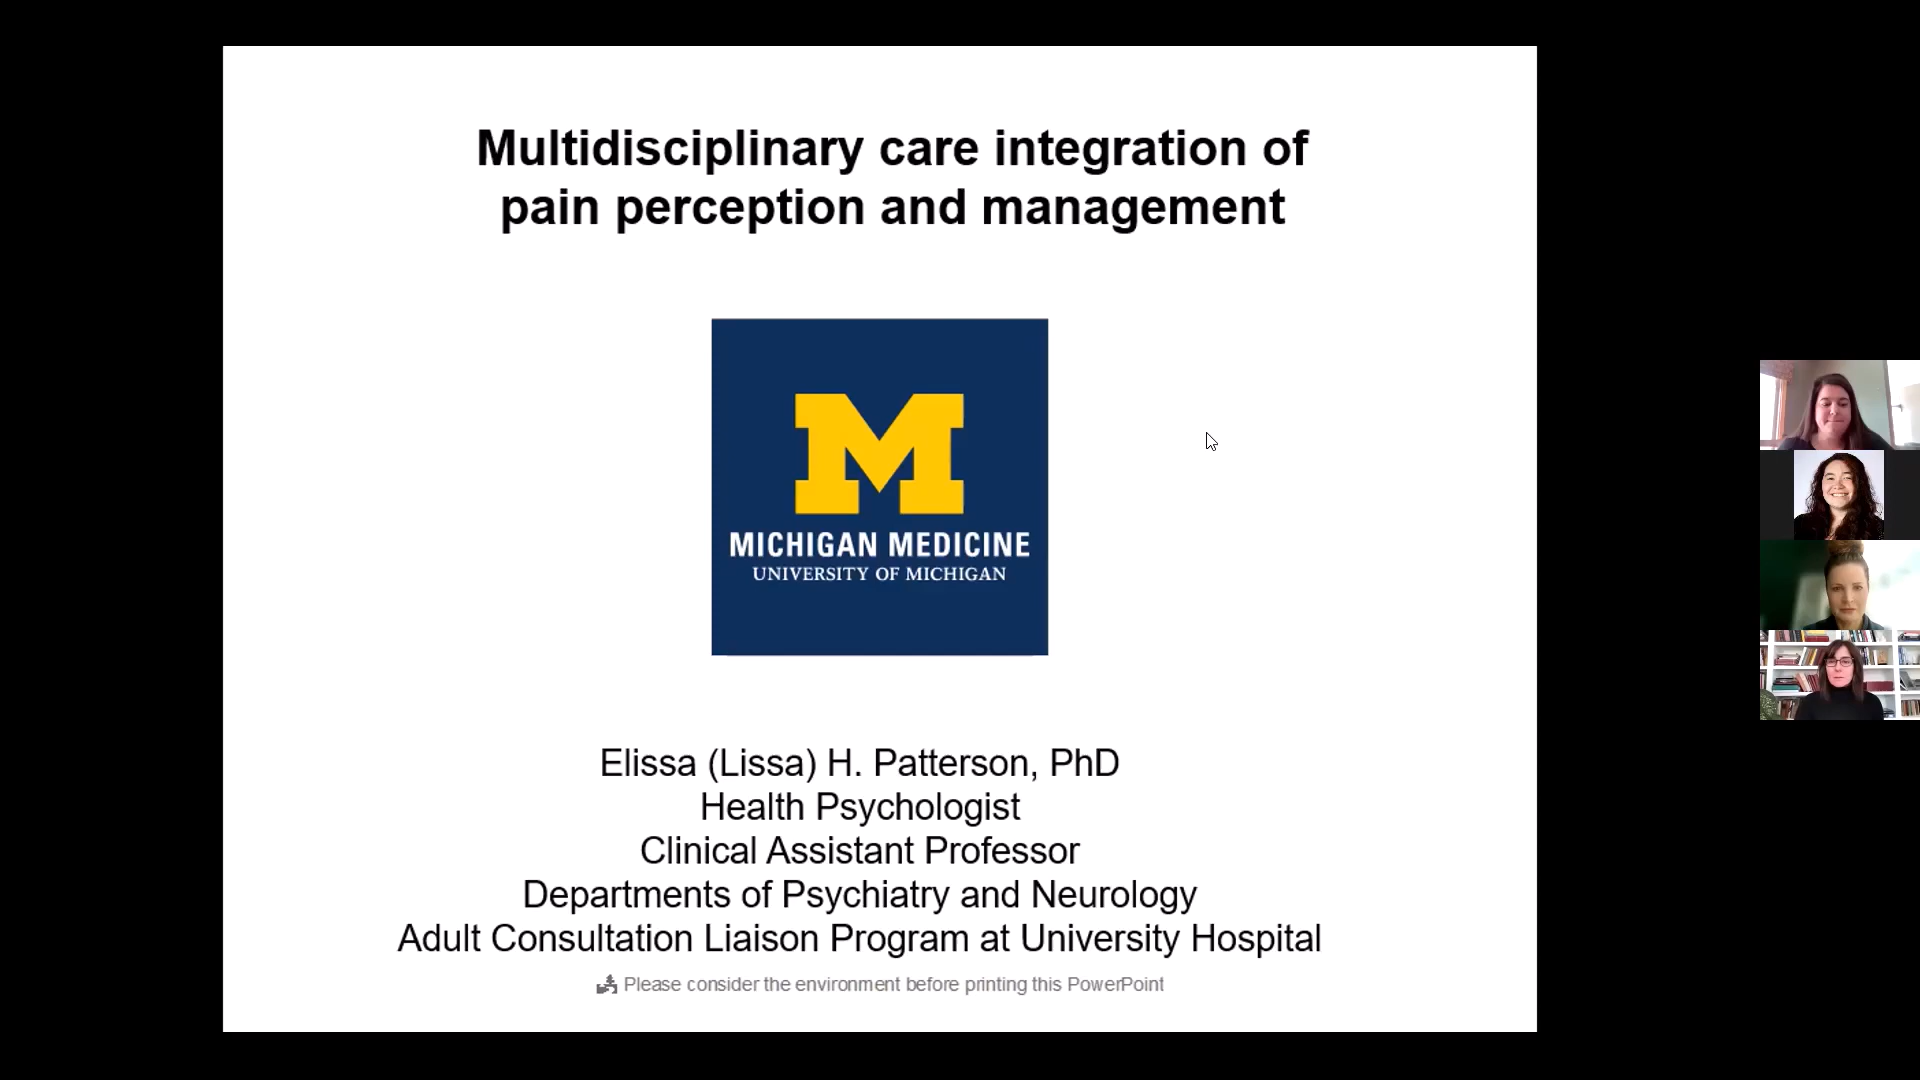 Multidisciplinary care integration of
pain perception and management
M
MICHIGAN MEDICINE
UNIVERSITY OF MICHIGAN
Elissa (Lissa) H. Patterson, PhD
Health Psychologist
Clinical Assistant Professor
Departments of Psychiatry and Neurology
Adult Consultation Liaison Program at University Hospital
Please consider the environment before printing this PowerPoint